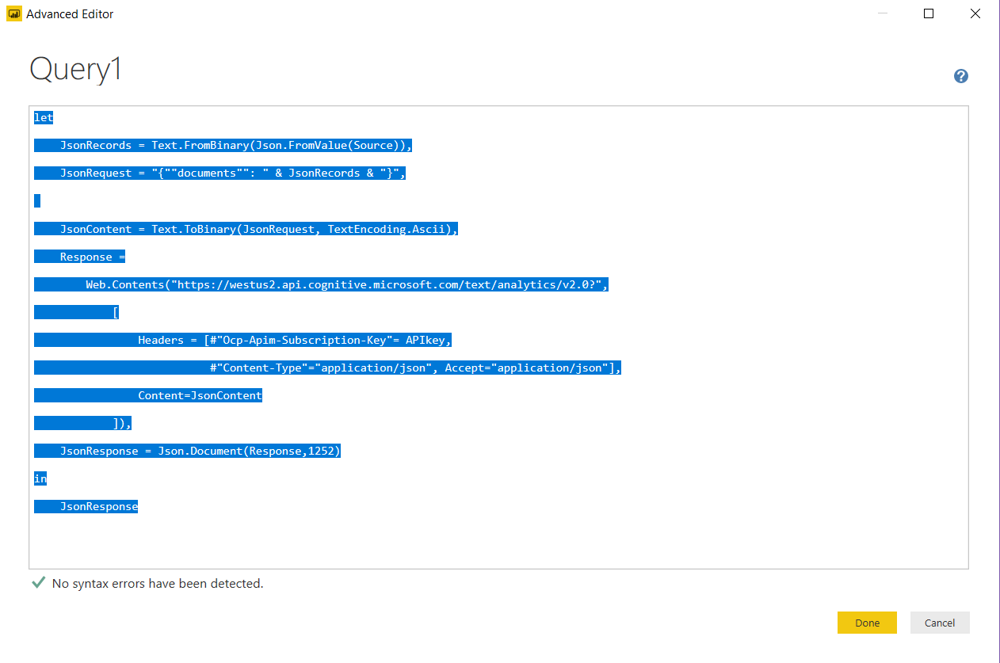 Advanced Editor
Query1
let
    JsonRecords = Text.FromBinary(Json.FromValue(Source)),
    JsonRequest = "{""documents"": " & JsonRecords & "}",
    JsonContent = Text.ToBinary(JsonRequest, TextEncoding.Ascii),
    Response =
        Web.Contents("https://westus2.api.cognitive.microsoft.com/text/analytics/v2.0?",
            [
                Headers = [#"Ocp-Apim-Subscription-Key"= APIkey,
                           #"Content-Type"="application/json", Accept="application/json"],
                Content=JsonContent
            ]),
    JsonResponse = Json.Document(Response,1252)
in
    JsonResponse
No syntax errors have been detected.
Done Cancel